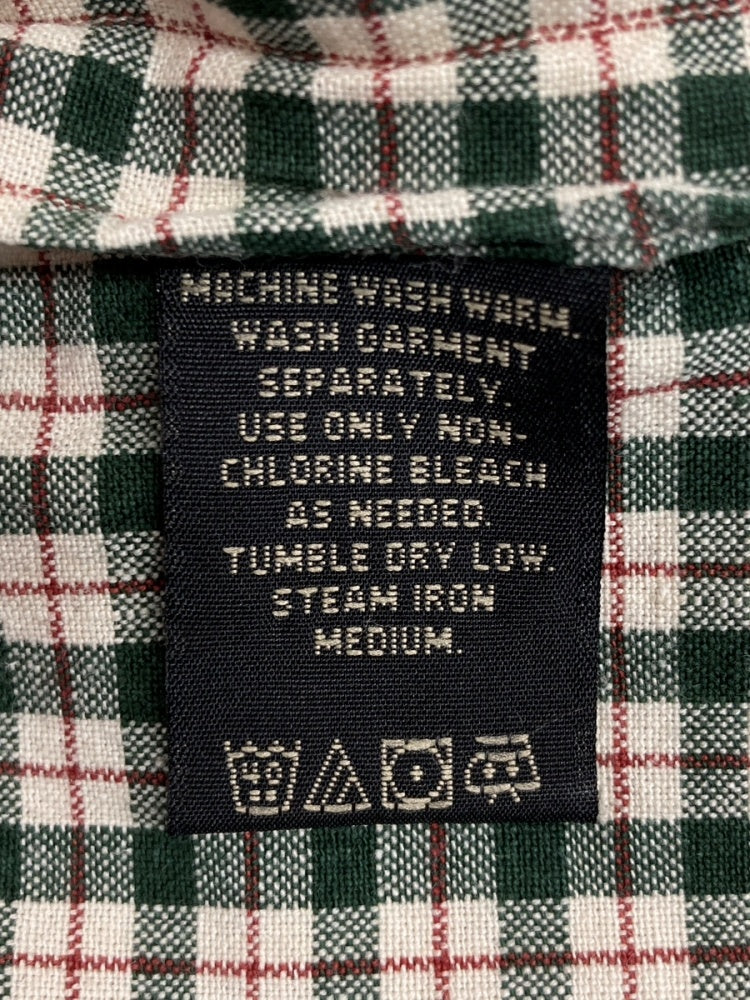 MACHINE WASH WARM.
WASH GARMENT
SEPARATELY.
USE ONLY NON-
CHLORINE BLEACH
AS NEEDED.
TUMBLE DRY LOW.
STEAM IRON
MEDIUM.
40